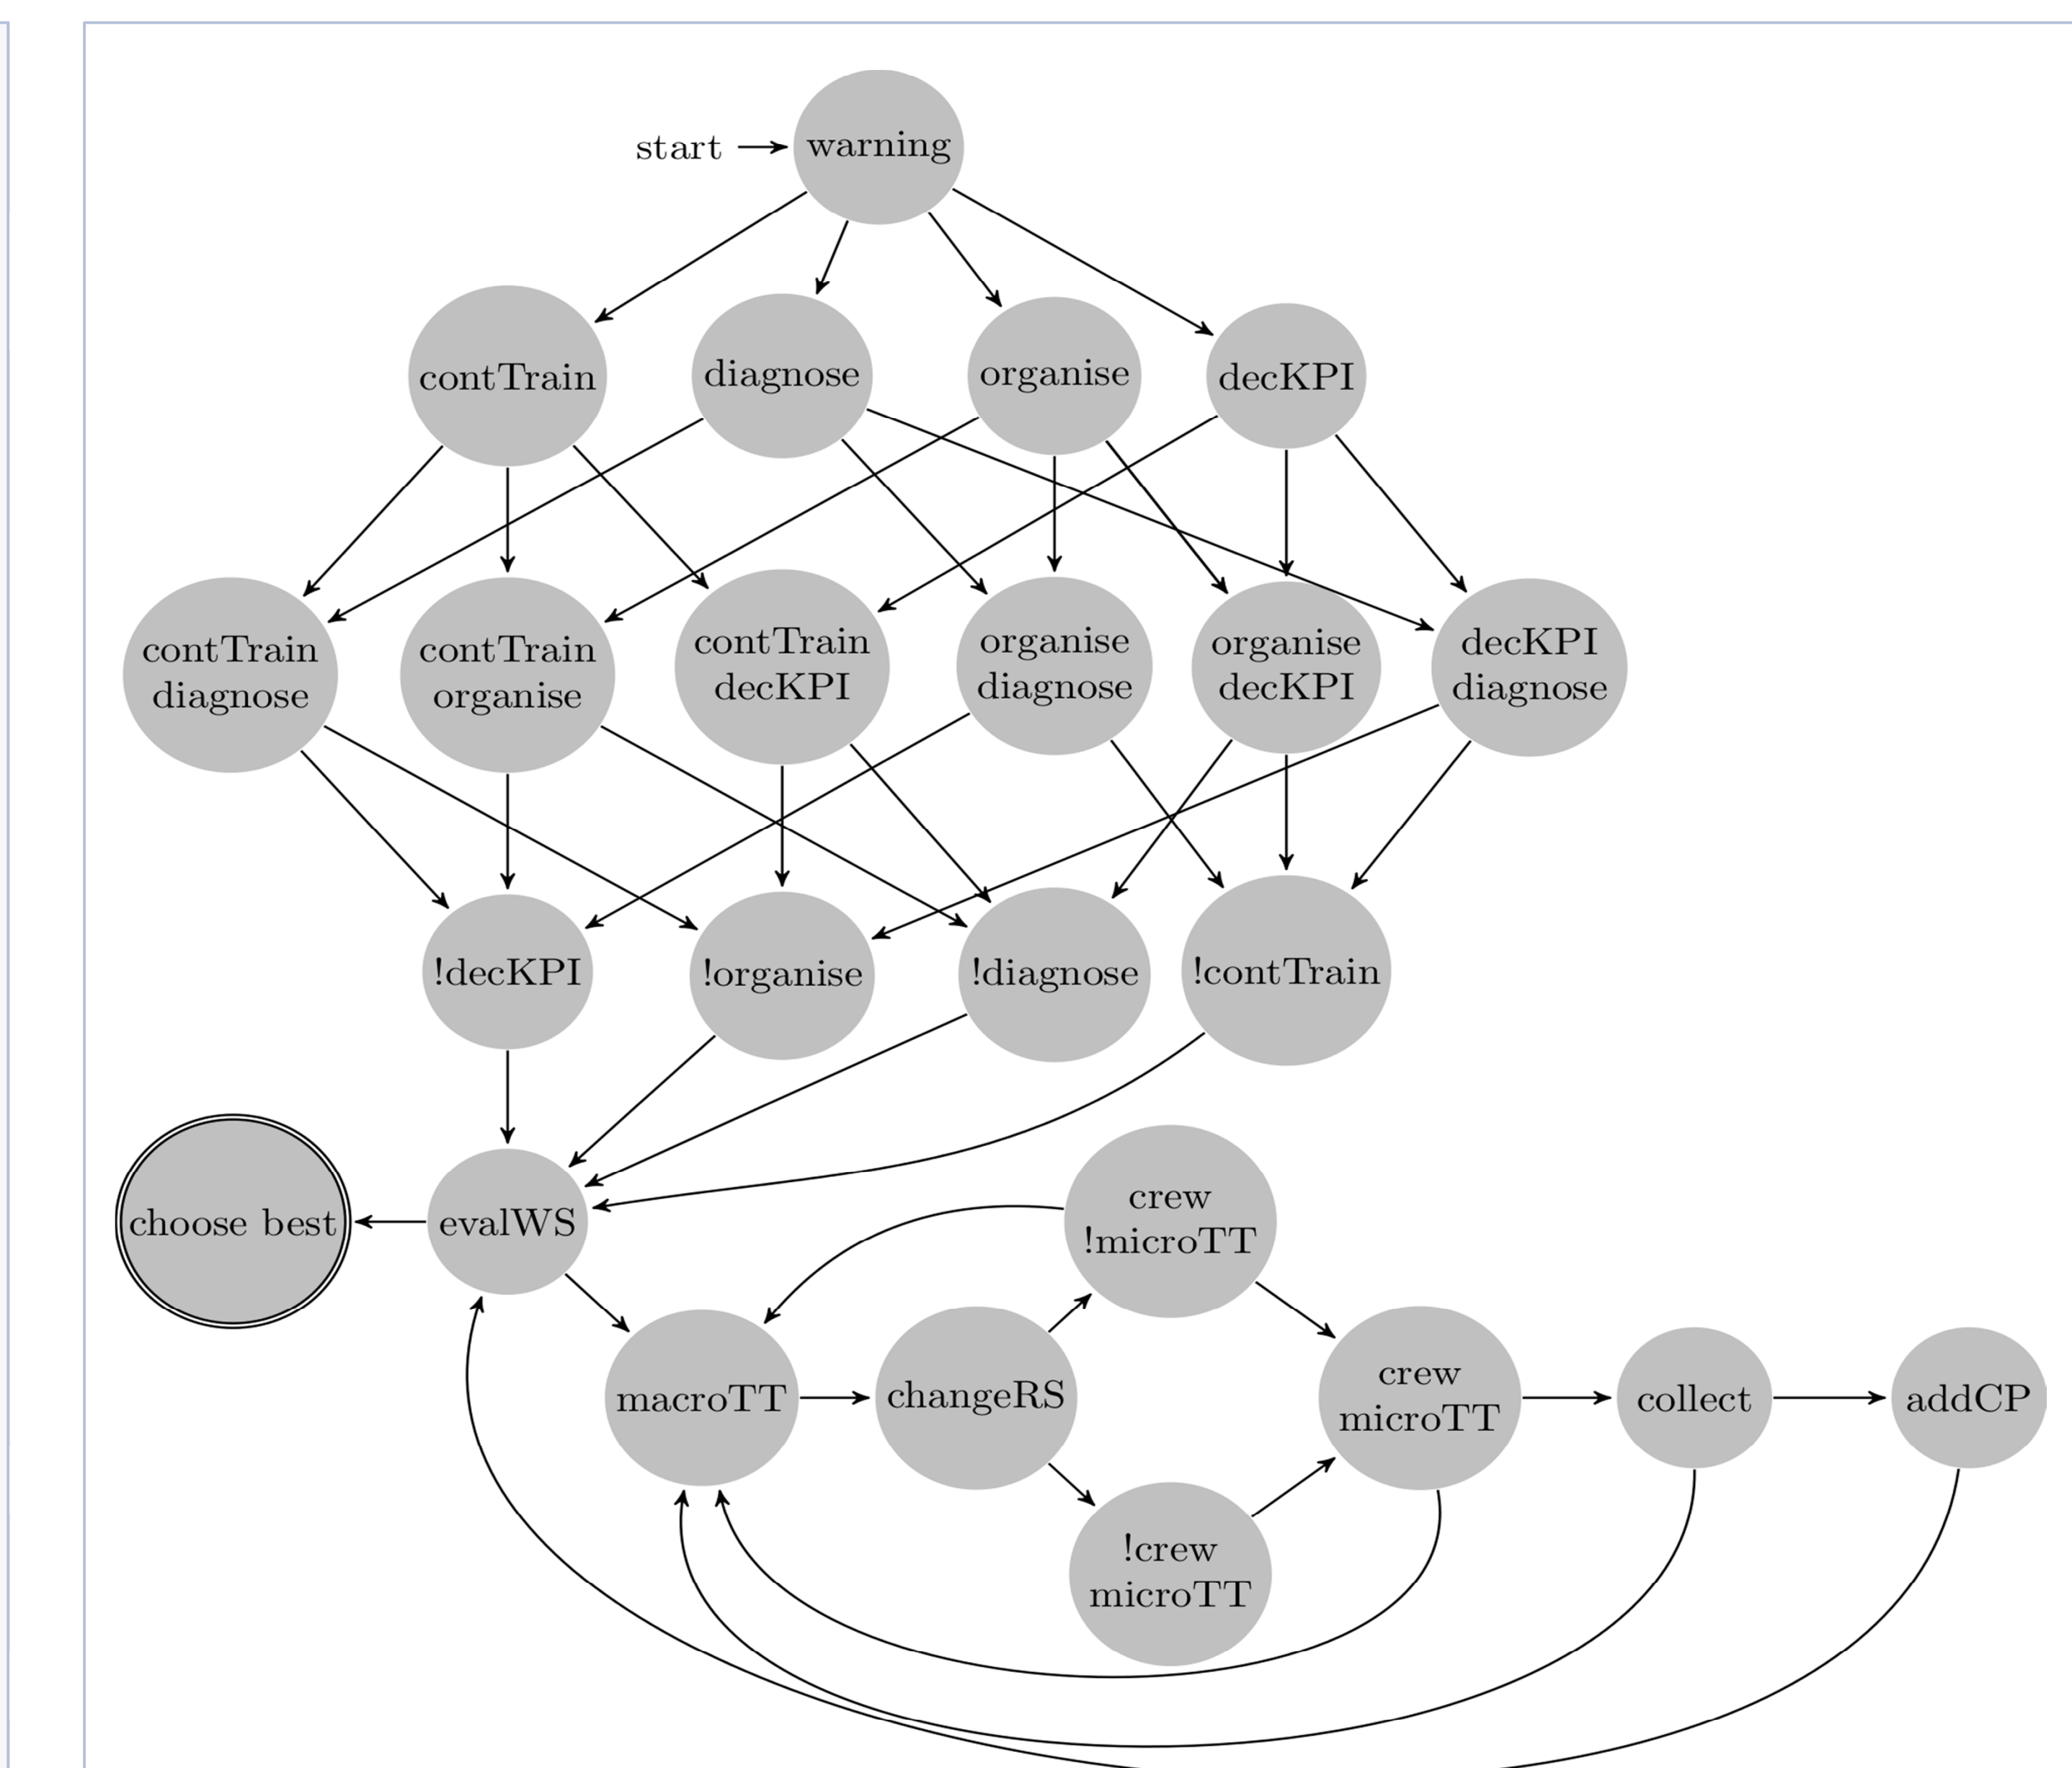 start
warning
contTrain
diagnose
organise
decKPI
contTrain
diagnose
contTrain
organise
contTrain
decKPI
organise
diagnose
organise
decKPI
decKPI
diagnose
!decKPI
!organise
!diagnose
!contTrain
choose best
evalWS
crew
!microTT
macroTT
changeRS
crew
microTT
collect
addCP
!crew
microTT